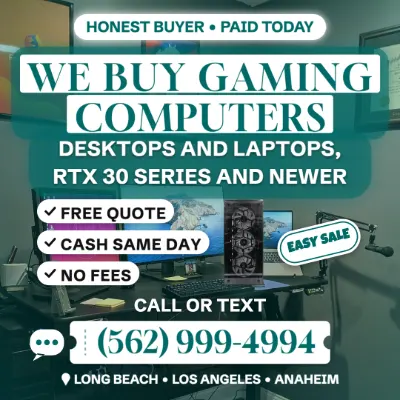 HONEST BUYER • PAID TODAY
WE BUY GAMING
COMPUTERS
DESKTOPS AND LAPTOPS,
RTX 30 SERIES AND NEWER
FREE QUOTE
CASH SAME DAY
NO FEES
EASY SALE
CALL OR TEXT
(562) 999-4994
LONG BEACH • LOS ANGELES • ANAHEIM